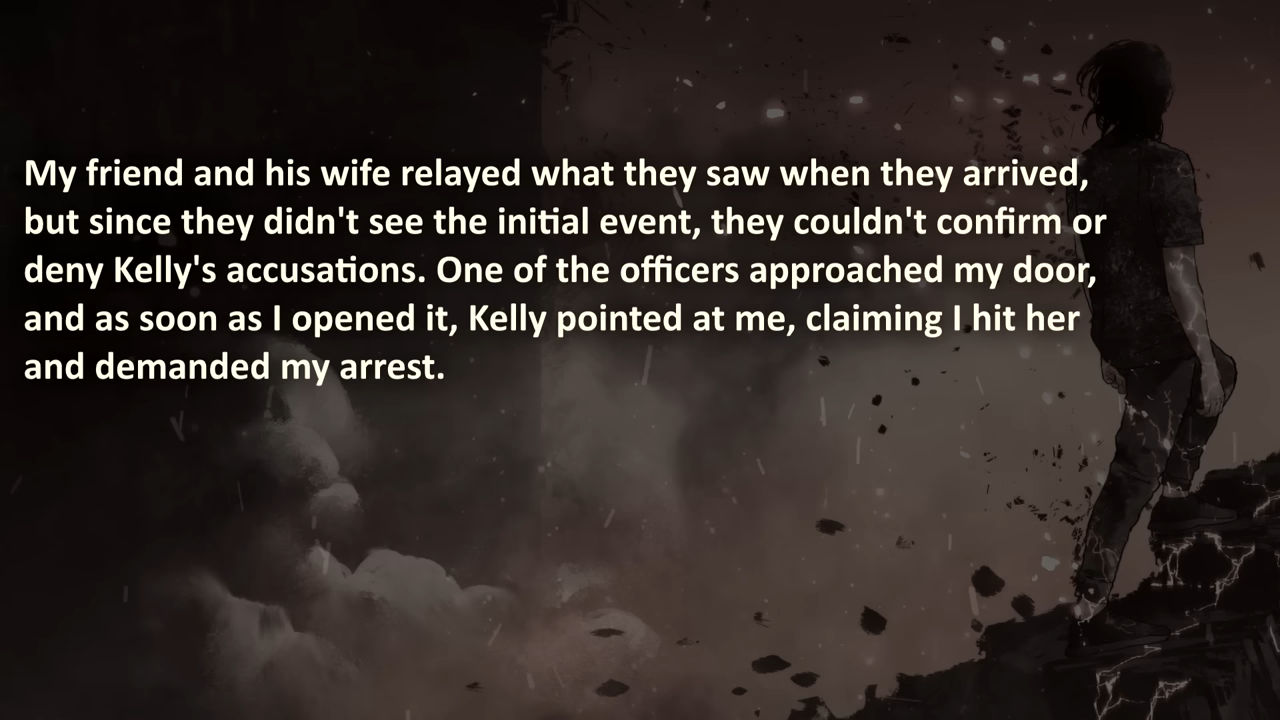 My friend and his wife relayed what they saw when they arrived,
but since they didn't see the initial event, they couldn't confirm or
deny Kelly's accusations. One of the officers approached my door,
and as soon as I opened it, Kelly pointed at me, claiming I hit her
and demanded my arrest.